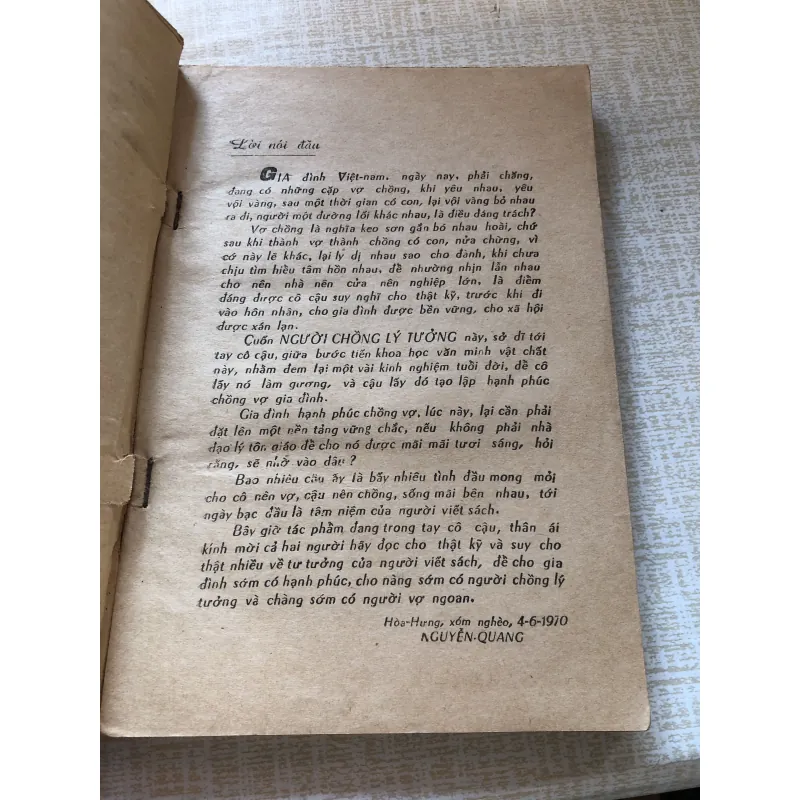 Lời nói đầu
GIA đình Việt-nam, ngày nay, phải chăng,
đang có những cặp vợ chồng, khi yêu nhau, yêu
vội vàng, sau một thời gian có con, lại vội vàng bỏ nhau
ra đi, người một đường lối khác nhau, là điều đáng trách?
Vợ chồng là nghĩa keo sơn gắn bó nhau hoài, chớ
sau khi thành vợ thành chồng có con, nửa chừng, vì
cớ này lẽ khác, lại lỵ dị nhau sao cho đành, khi chưa
chịu tìm hiểu tâm hồn nhau, đề nhường nhịn lẫn nhau
cho nên nhà nên cửa nên nghiệp lớn, là điềm
đáng được cô cậu suy nghĩ cho thật kỹ, trước khi đi
vào hôn nhân, cho gia đình được bền vững, cho xã hội
được xán lạn.
Cuốn NGƯỜI CHỒNG LÝ TƯỞNG này, sở dĩ tới
tay cô cậu, giữa bước tiến khoa học văn minh vật chất
này, nhằm đem lại một vài kinh nghiệm tuổi đời, đề cô
lấy nó làm gương, và cậu lấy đó tạo lập hạnh phúc
chồng vợ gia đình.
Gia đình hạnh phúc chồng vợ, lúc này, lại cần phải
đặt lên một nền tảng vững chắc, nếu không phải nhà
đạo lý tôn giáo đề cho nó được mãi mãi tươi sáng, hỏi
rằng, sẽ nhờ vào đâu ?
Bao nhiêu câu ấy là bấy nhiêu tình đầu mong mỏi
cho cô nên vợ, cậu nên chồng, sống mãi bên nhau, tới
ngày bạc đầu là tâm niệm của người viết sách.
Bây giờ tác phẩm đang trong tay cô cậu, thân ái
kính mời cả hai người hãy đọc cho thật kỹ và suy cho
thật nhiều về tư tưởng của người viết sách, đề cho gia
đình sớm có hạnh phúc, cho nàng sớm có người chồng lý
tưởng và chàng sớm có người vợ ngoan.
Hòa-Hưng, xóm nghèo, 4-6-1970
NGUYỄN-QUANG